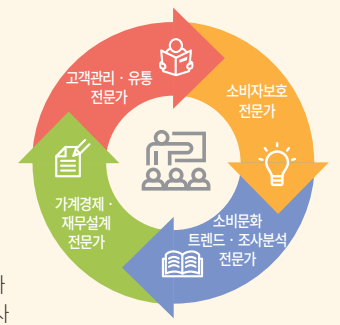 고객관리 · 유통
전문가
소비자보호
전문가
가계경제 ·
재무설계
전문가
소비문화
트렌드 · 조사분석
전문가